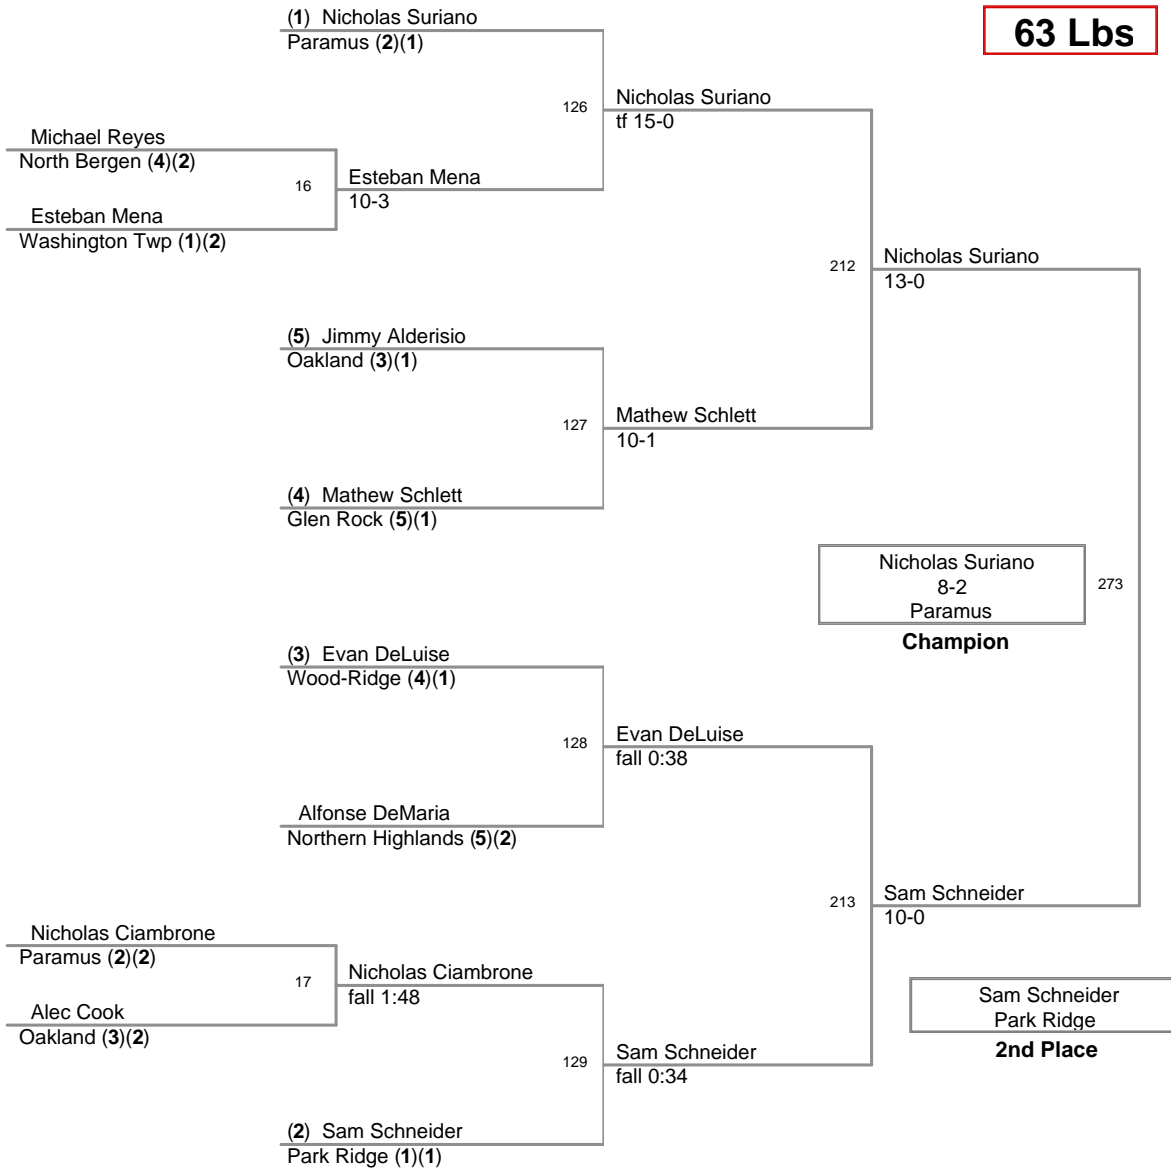 (1) Nicholas Suriano
Paramus (2)(1)
63 Lbs
126
Nicholas Suriano
tf 15-0
Michael Reyes
North Bergen (4)(2)
16
Esteban Mena
10-3
Esteban Mena
Washington Twp (1)(2)
212
Nicholas Suriano
13-0
(5) Jimmy Alderisio
Oakland (3)(1)
127
Mathew Schlett
10-1
(4) Mathew Schlett
Glen Rock (5)(1)
Nicholas Suriano
8-2
Paramus
273
Champion
(3) Evan DeLuise
Wood-Ridge (4)(1)
128
Evan DeLuise
fall 0:38
Alfonse DeMaria
Northern Highlands (5)(2)
213
Sam Schneider
10-0
Nicholas Ciambrone
Paramus (2)(2)
17
Nicholas Ciambrone
fall 1:48
Alec Cook
Oakland (3)(2)
Sam Schneider
Park Ridge
2nd Place
129
Sam Schneider
fall 0:34
(2) Sam Schneider
Park Ridge (1)(1)